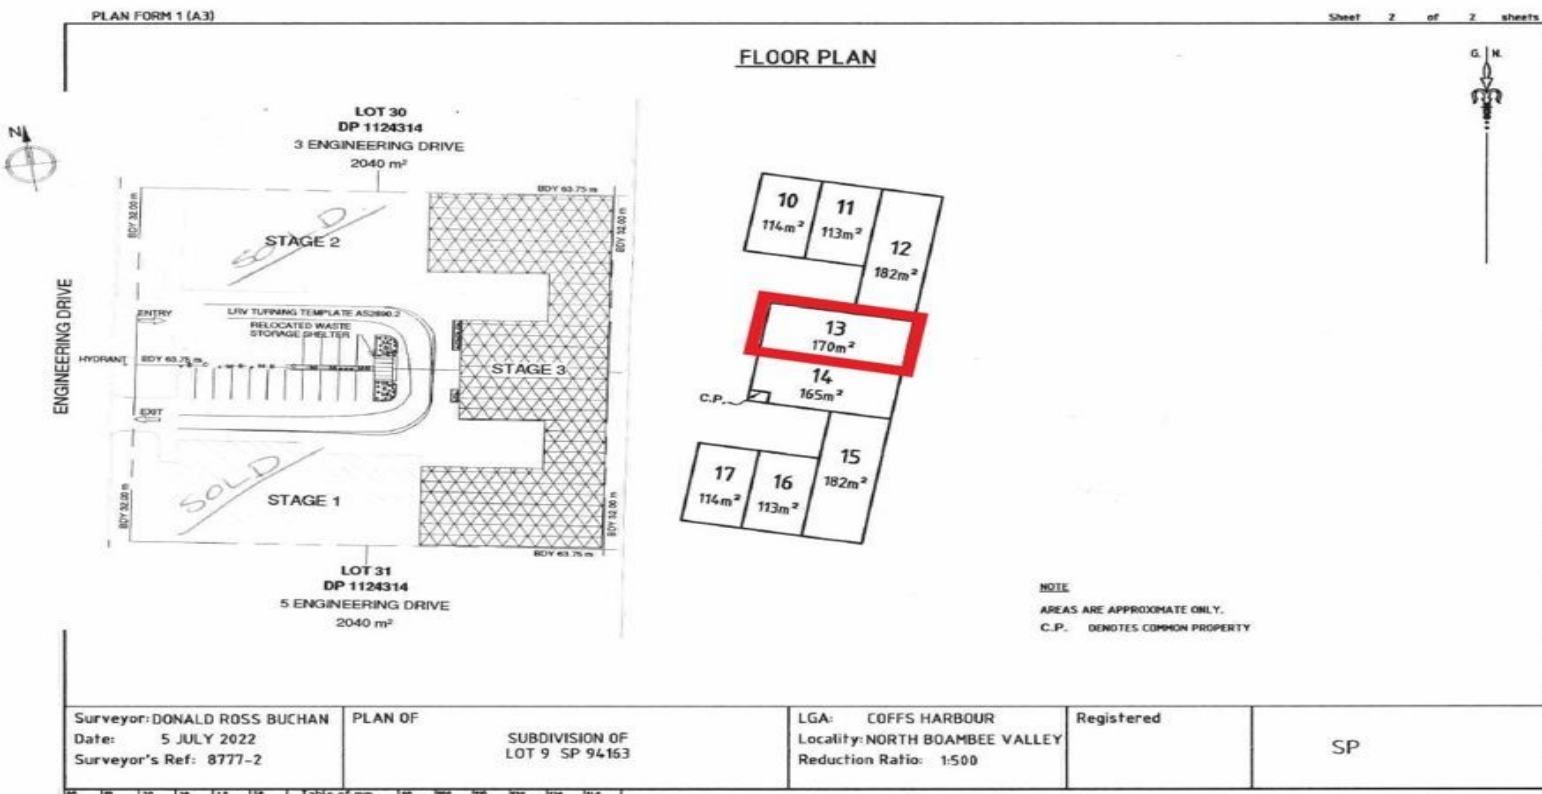 PLAN FORM 1 (A3)
Sheet 2 of 2 sheets
FLOOR PLAN
G. N.
N
LOT 30
DP 1124314
3 ENGINEERING DRIVE
2040 m²
BDY 63.75 m
BDY 32.00 m
BDY 32.00 m
STAGE 2
SOLD
ENGINEERING DRIVE
ENTRY
LRV TURNING TEMPLATE AS2890.2
RELOCATED WASTE
STORAGE SHELTER
HYDRANT
BDY 63.75 m
STAGE 3
EXIT
SOLD
STAGE 1
BDY 32.00 m
BDY 32.00 m
BDY 63.75 m
LOT 31
DP 1124314
5 ENGINEERING DRIVE
2040 m²
10
114m²
11
113m²
12
182m²
13
170m²
14
165m²
C.P.
15
182m²
17
114m²
16
113m²
NOTE
AREAS ARE APPROXIMATE ONLY.
C.P. DENOTES COMMON PROPERTY
Surveyor: DONALD ROSS BUCHAN
Date: 5 JULY 2022
Surveyor's Ref: 8777-2
PLAN OF
SUBDIVISION OF
LOT 9 SP 94163
LGA: COFFS HARBOUR
Locality: NORTH BOAMBEE VALLEY
Reduction Ratio: 1:500
Registered
SP
Table of mm